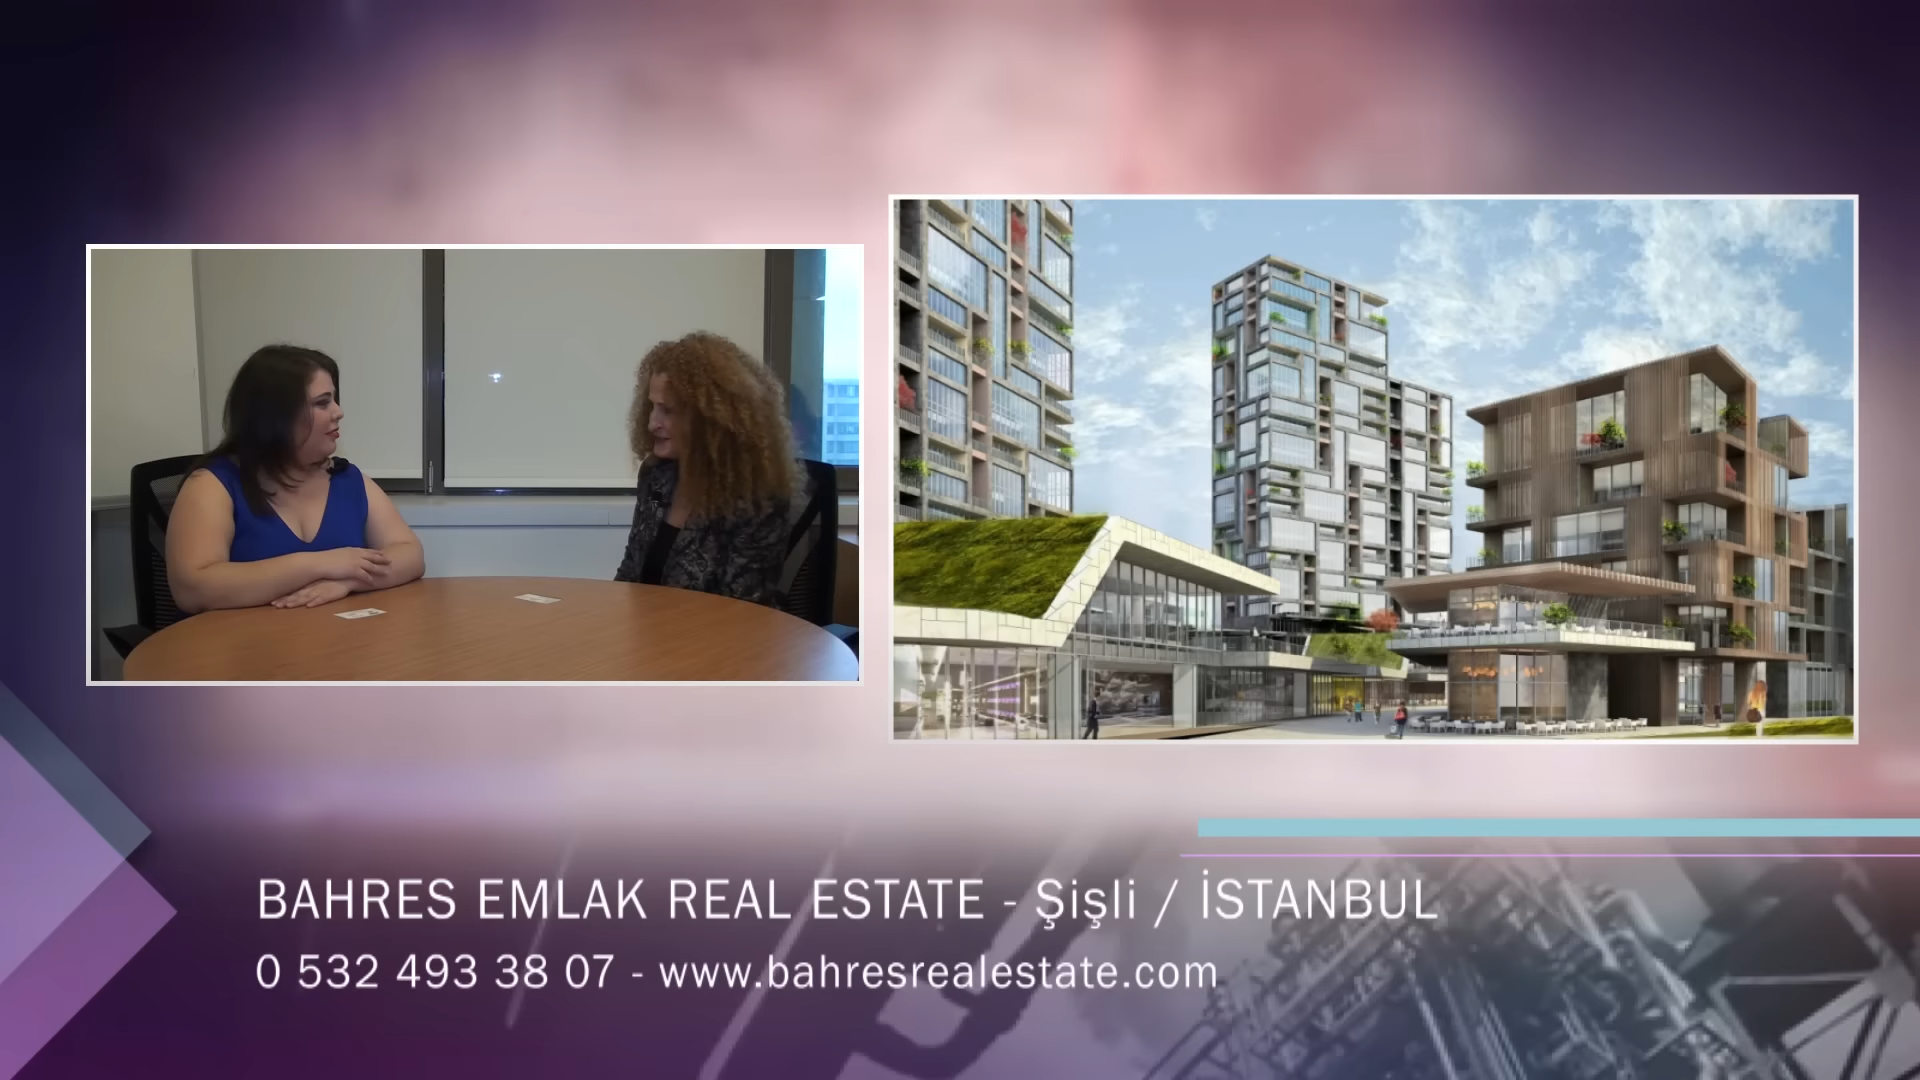 BAHRES EMLAK REAL ESTATE - Şişli / İSTANBUL
0 532 493 38 07 - www.bahresrealestate.com